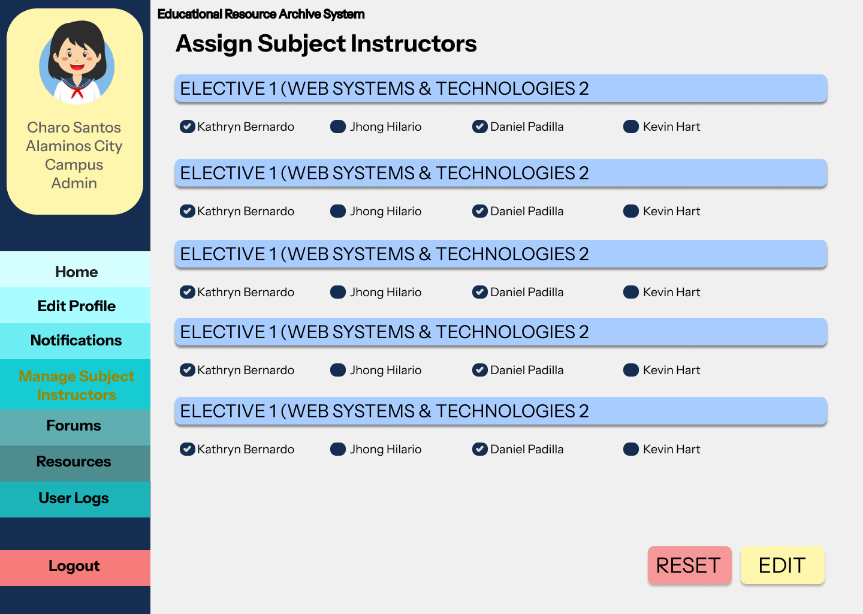 Educational Resource Archive System
Charo Santos
Alaminos City
Campus
Admin
Home
Edit Profile
Notifications
Manage Subject
Instructors
Forums
Resources
User Logs
Logout
Assign Subject Instructors
ELECTIVE 1 (WEB SYSTEMS & TECHNOLOGIES 2
Kathryn Bernardo Jhong Hilario Daniel Padilla Kevin Hart
ELECTIVE 1 (WEB SYSTEMS & TECHNOLOGIES 2
Kathryn Bernardo Jhong Hilario Daniel Padilla Kevin Hart
ELECTIVE 1 (WEB SYSTEMS & TECHNOLOGIES 2
Kathryn Bernardo Jhong Hilario Daniel Padilla Kevin Hart
ELECTIVE 1 (WEB SYSTEMS & TECHNOLOGIES 2
Kathryn Bernardo Jhong Hilario Daniel Padilla Kevin Hart
ELECTIVE 1 (WEB SYSTEMS & TECHNOLOGIES 2
Kathryn Bernardo Jhong Hilario Daniel Padilla Kevin Hart
RESET EDIT